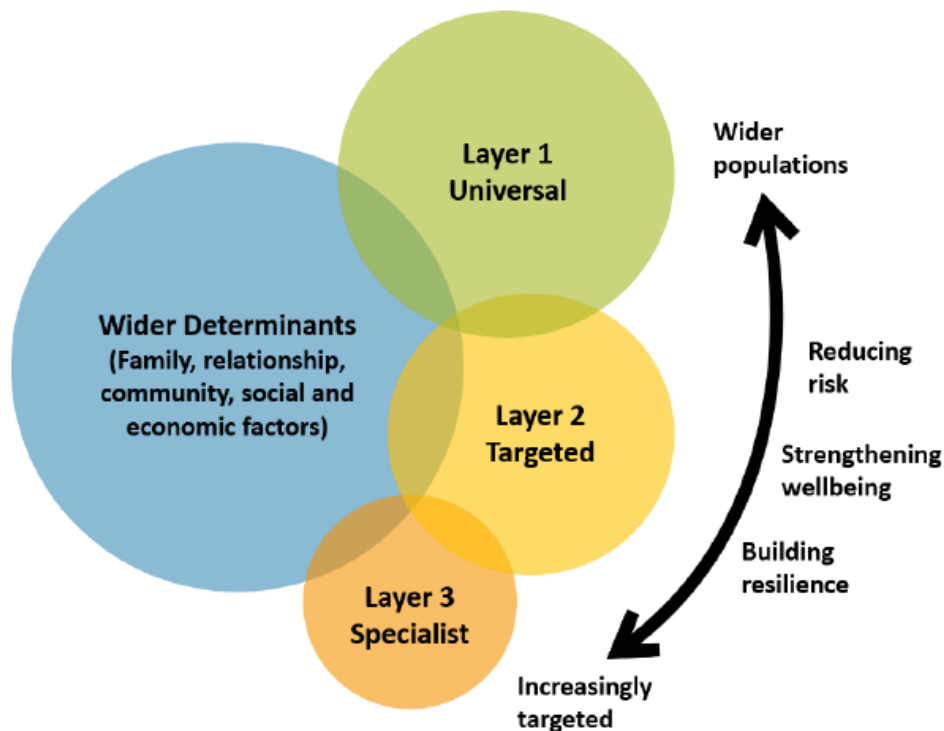 Layer 1
Universal
Wider
populations
Wider Determinants
(Family, relationship,
community, social and
economic factors)
Reducing
risk
Layer 2
Targeted
Strengthening
wellbeing
Building
resilience
Layer 3
Specialist
Increasingly
targeted